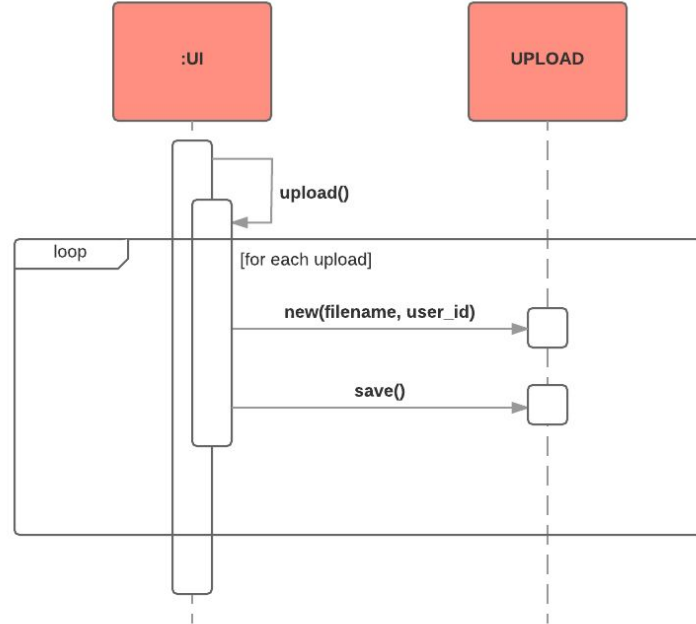 :UI
UPLOAD
upload()
loop
[for each upload]
new(filename, user_id)
save()